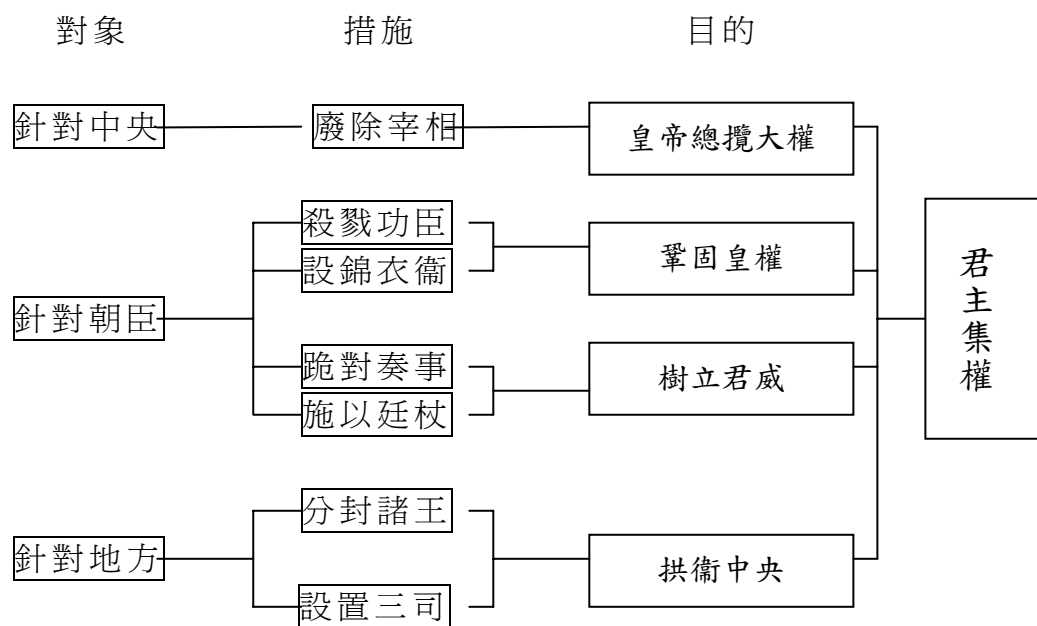 對象 措施 目的
針對中央 廢除宰相 皇帝總攬大權
殺戮功臣
設錦衣衞
鞏固皇權
針對朝臣
跪對奏事
施以廷杖
樹立君威
分封諸王
針對地方
設置三司
拱衞中央
君主集權